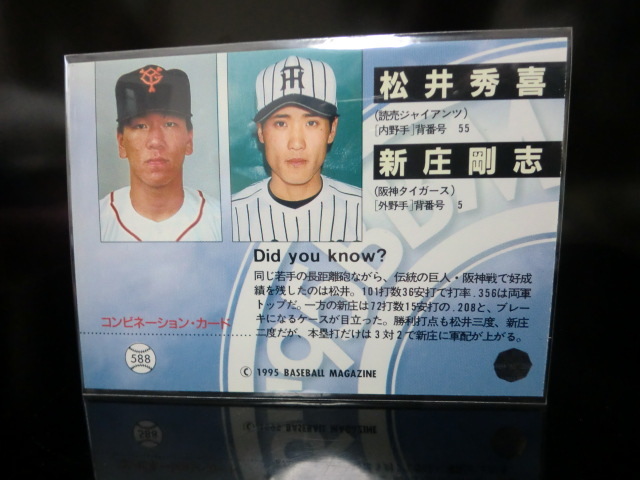 松井秀喜
(読売ジャイアンツ)
[内野手]背番号 55
新庄剛志
(阪神タイガース)
[外野手]背番号 5
Did you know?
同じ若手の長距離砲ながら、伝統の巨人・阪神戦で好成
績を残したのは松井。101打数36安打で打率.356は両軍
トップだ。一方の新庄は72打数15安打の.208と、ブレー
キになるケースが目立った。勝利打点も松井三度、新庄
二度だが、本塁打だけは3対2で新庄に軍配が上がる。
コンビネーション・カード
588
© 1995 BASEBALL MAGAZINE